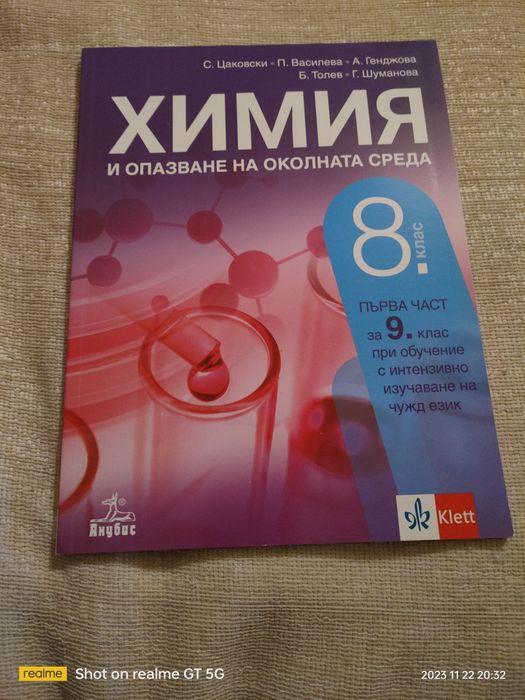 С. Цаковски • П. Василева • А. Генджова
Б. Толев • Г. Шуманова
ХИМИЯ
И ОПАЗВАНЕ НА ОКОЛНАТА СРЕДА
8. клас
ПЪРВА ЧАСТ
за 9. клас
при обучение
с интензивно
изучаване на
чужд език
Анубис
Klett
realme Shot on realme GT 5G
2023 11 22 20:32